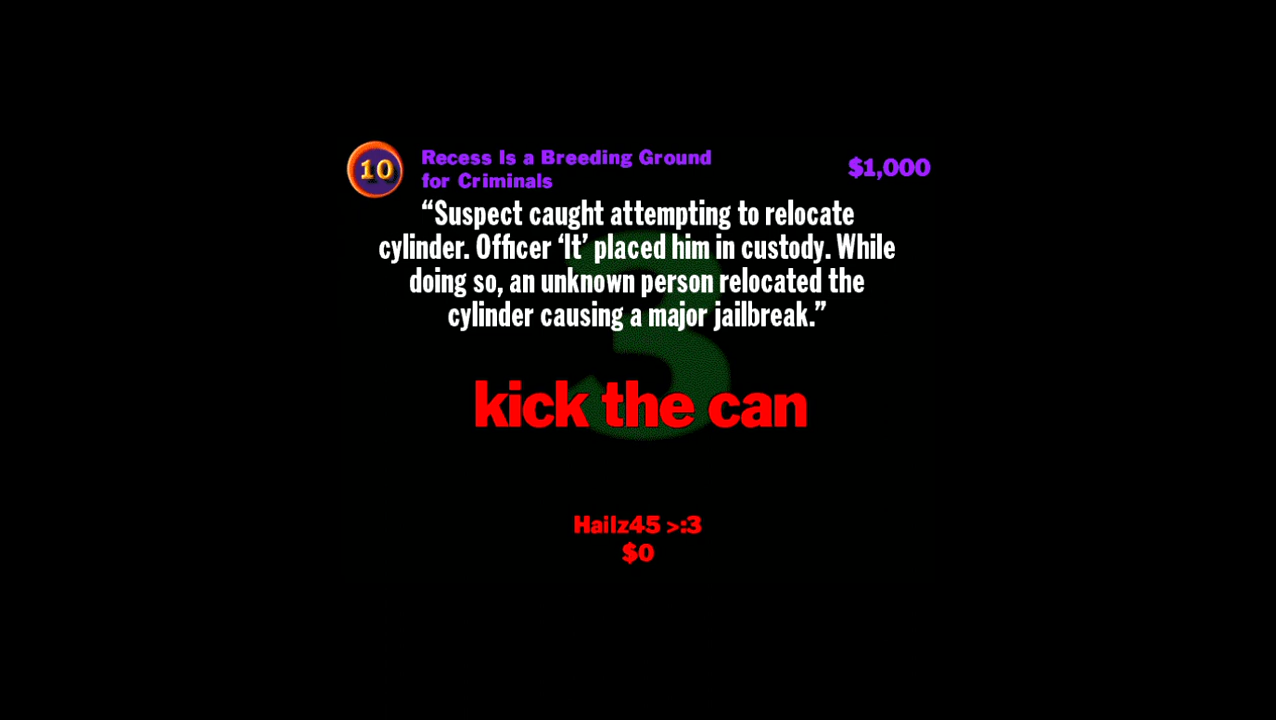 10
Recess Is a Breeding Ground
for Criminals
$1,000
“Suspect caught attempting to relocate
cylinder. Officer ‘It’ placed him in custody. While
doing so, an unknown person relocated the
cylinder causing a major jailbreak.”
3
kick the can
Hailz45 >:3
$0